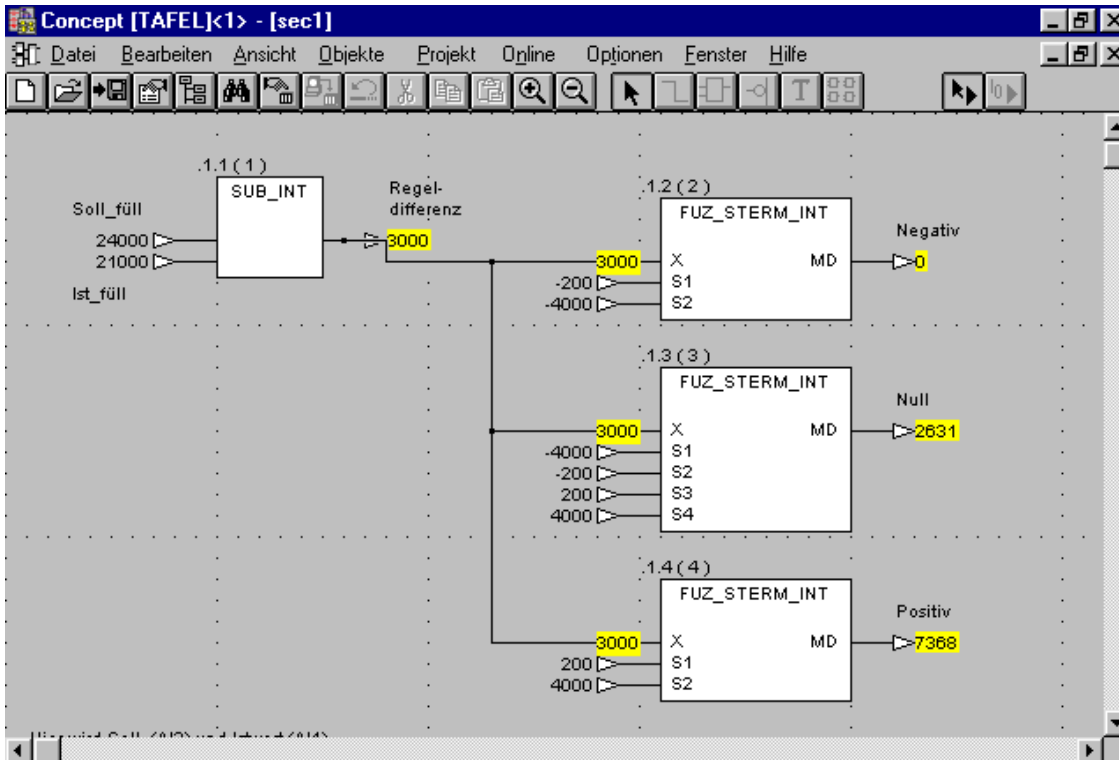 Concept [TAFEL]<1> - [sec1]
Datei Bearbeiten Ansicht Objekte Projekt Online Optionen Fenster Hilfe
.1.1 ( 1 )
SUB_INT
Soll_füll
24000
21000
Ist_füll
Regel-
differenz
3000
.1.2 ( 2 )
FUZ_STERM_INT
Negativ
3000 X MD 0
-200 S1
-4000 S2
.1.3 ( 3 )
FUZ_STERM_INT
Null
3000 X MD 2631
-4000 S1
-200 S2
200 S3
4000 S4
.1.4 ( 4 )
FUZ_STERM_INT
Positiv
3000 X MD 7368
200 S1
4000 S2